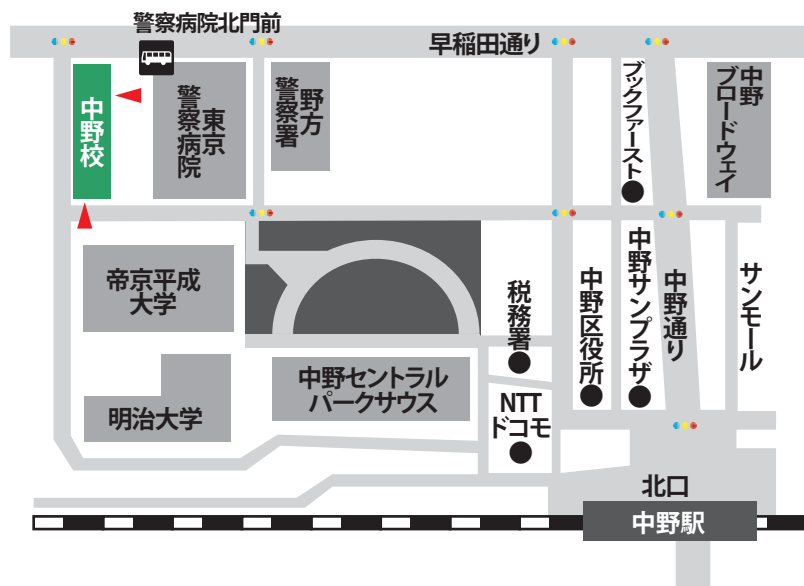 警察病院北門前
早稲田通り
中野校
東京
警察病院
野方
警察署
ブックファースト
中野
ブロードウェイ
帝京平成
大学
税務署
中野区役所
中野サンプラザ
中野通り
サンモール
明治大学
中野セントラル
パークサウス
NTT
ドコモ
北口
中野駅